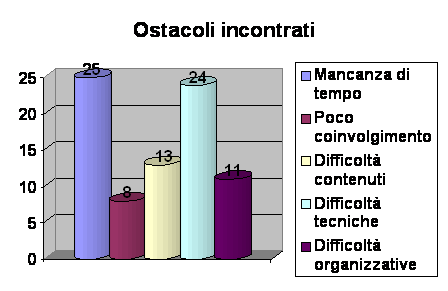 Ostacoli incontrati
25
20
15
10
5
0
25
8
13
24
11
Mancanza di
tempo
Poco
coinvolgimento
Difficoltà
contenuti
Difficoltà
tecniche
Difficoltà
organizzative